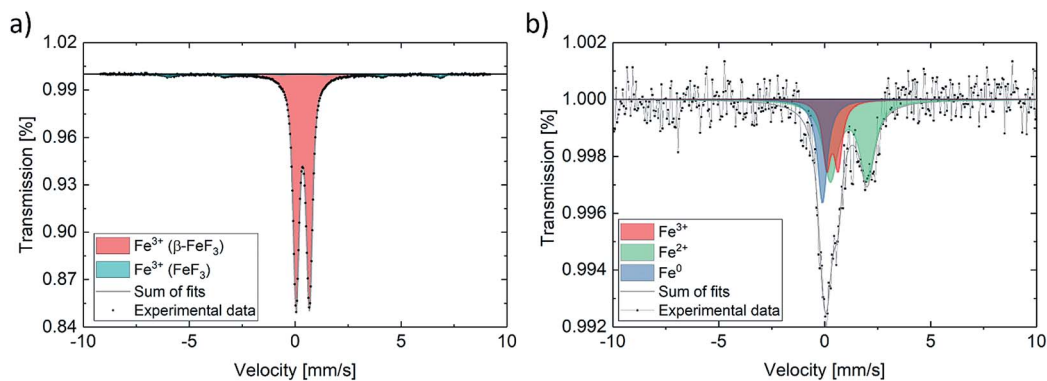 a)
1.02
0.99
0.96
0.93
0.90
0.87
0.84
Transmission [%]
Fe³⁺ (β-FeF₃)
Fe³⁺ (FeF₃)
Sum of fits
Experimental data
-10
-5
0
5
10
Velocity [mm/s]
b)
1.002
1.000
0.998
0.996
0.994
0.992
Transmission [%]
Fe³⁺
Fe²⁺
Fe⁰
Sum of fits
Experimental data
-10
-5
0
5
10
Velocity [mm/s]